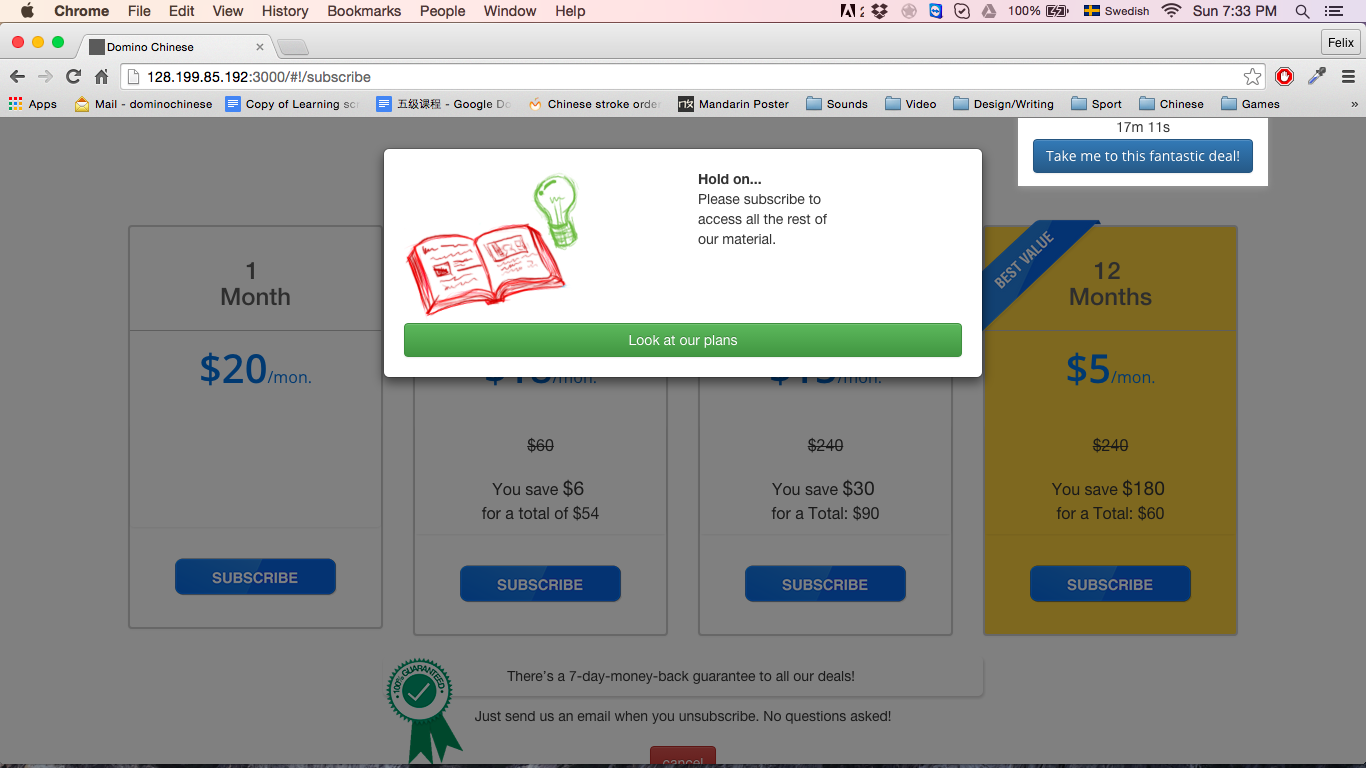 Chrome File Edit View History Bookmarks People Window Help 100% Swedish Sun 7:33 PM
Domino Chinese
Felix
128.199.85.192:3000/#!/subscribe
Apps Mail - dominochinese Copy of Learning 五级课程 - Google Chinese stroke order Mandarin Poster Sounds Video Design/Writing Sport Chinese Games »
17m 11s
Take me to this fantastic deal!
Hold on...
Please subscribe to
access all the rest of
our material.
Look at our plans
1
Month
BEST VALUE
12
Months
$20/mon.
/mon.
/mon.
$5/mon.
$60
$240
$240
You save $6
for a total of $54
You save $30
for a Total: $90
You save $180
for a Total: $60
SUBSCRIBE
SUBSCRIBE
SUBSCRIBE
SUBSCRIBE
100% GUARANTEED
There's a 7-day-money-back guarantee to all our deals!
Just send us an email when you unsubscribe. No questions asked!
cancel